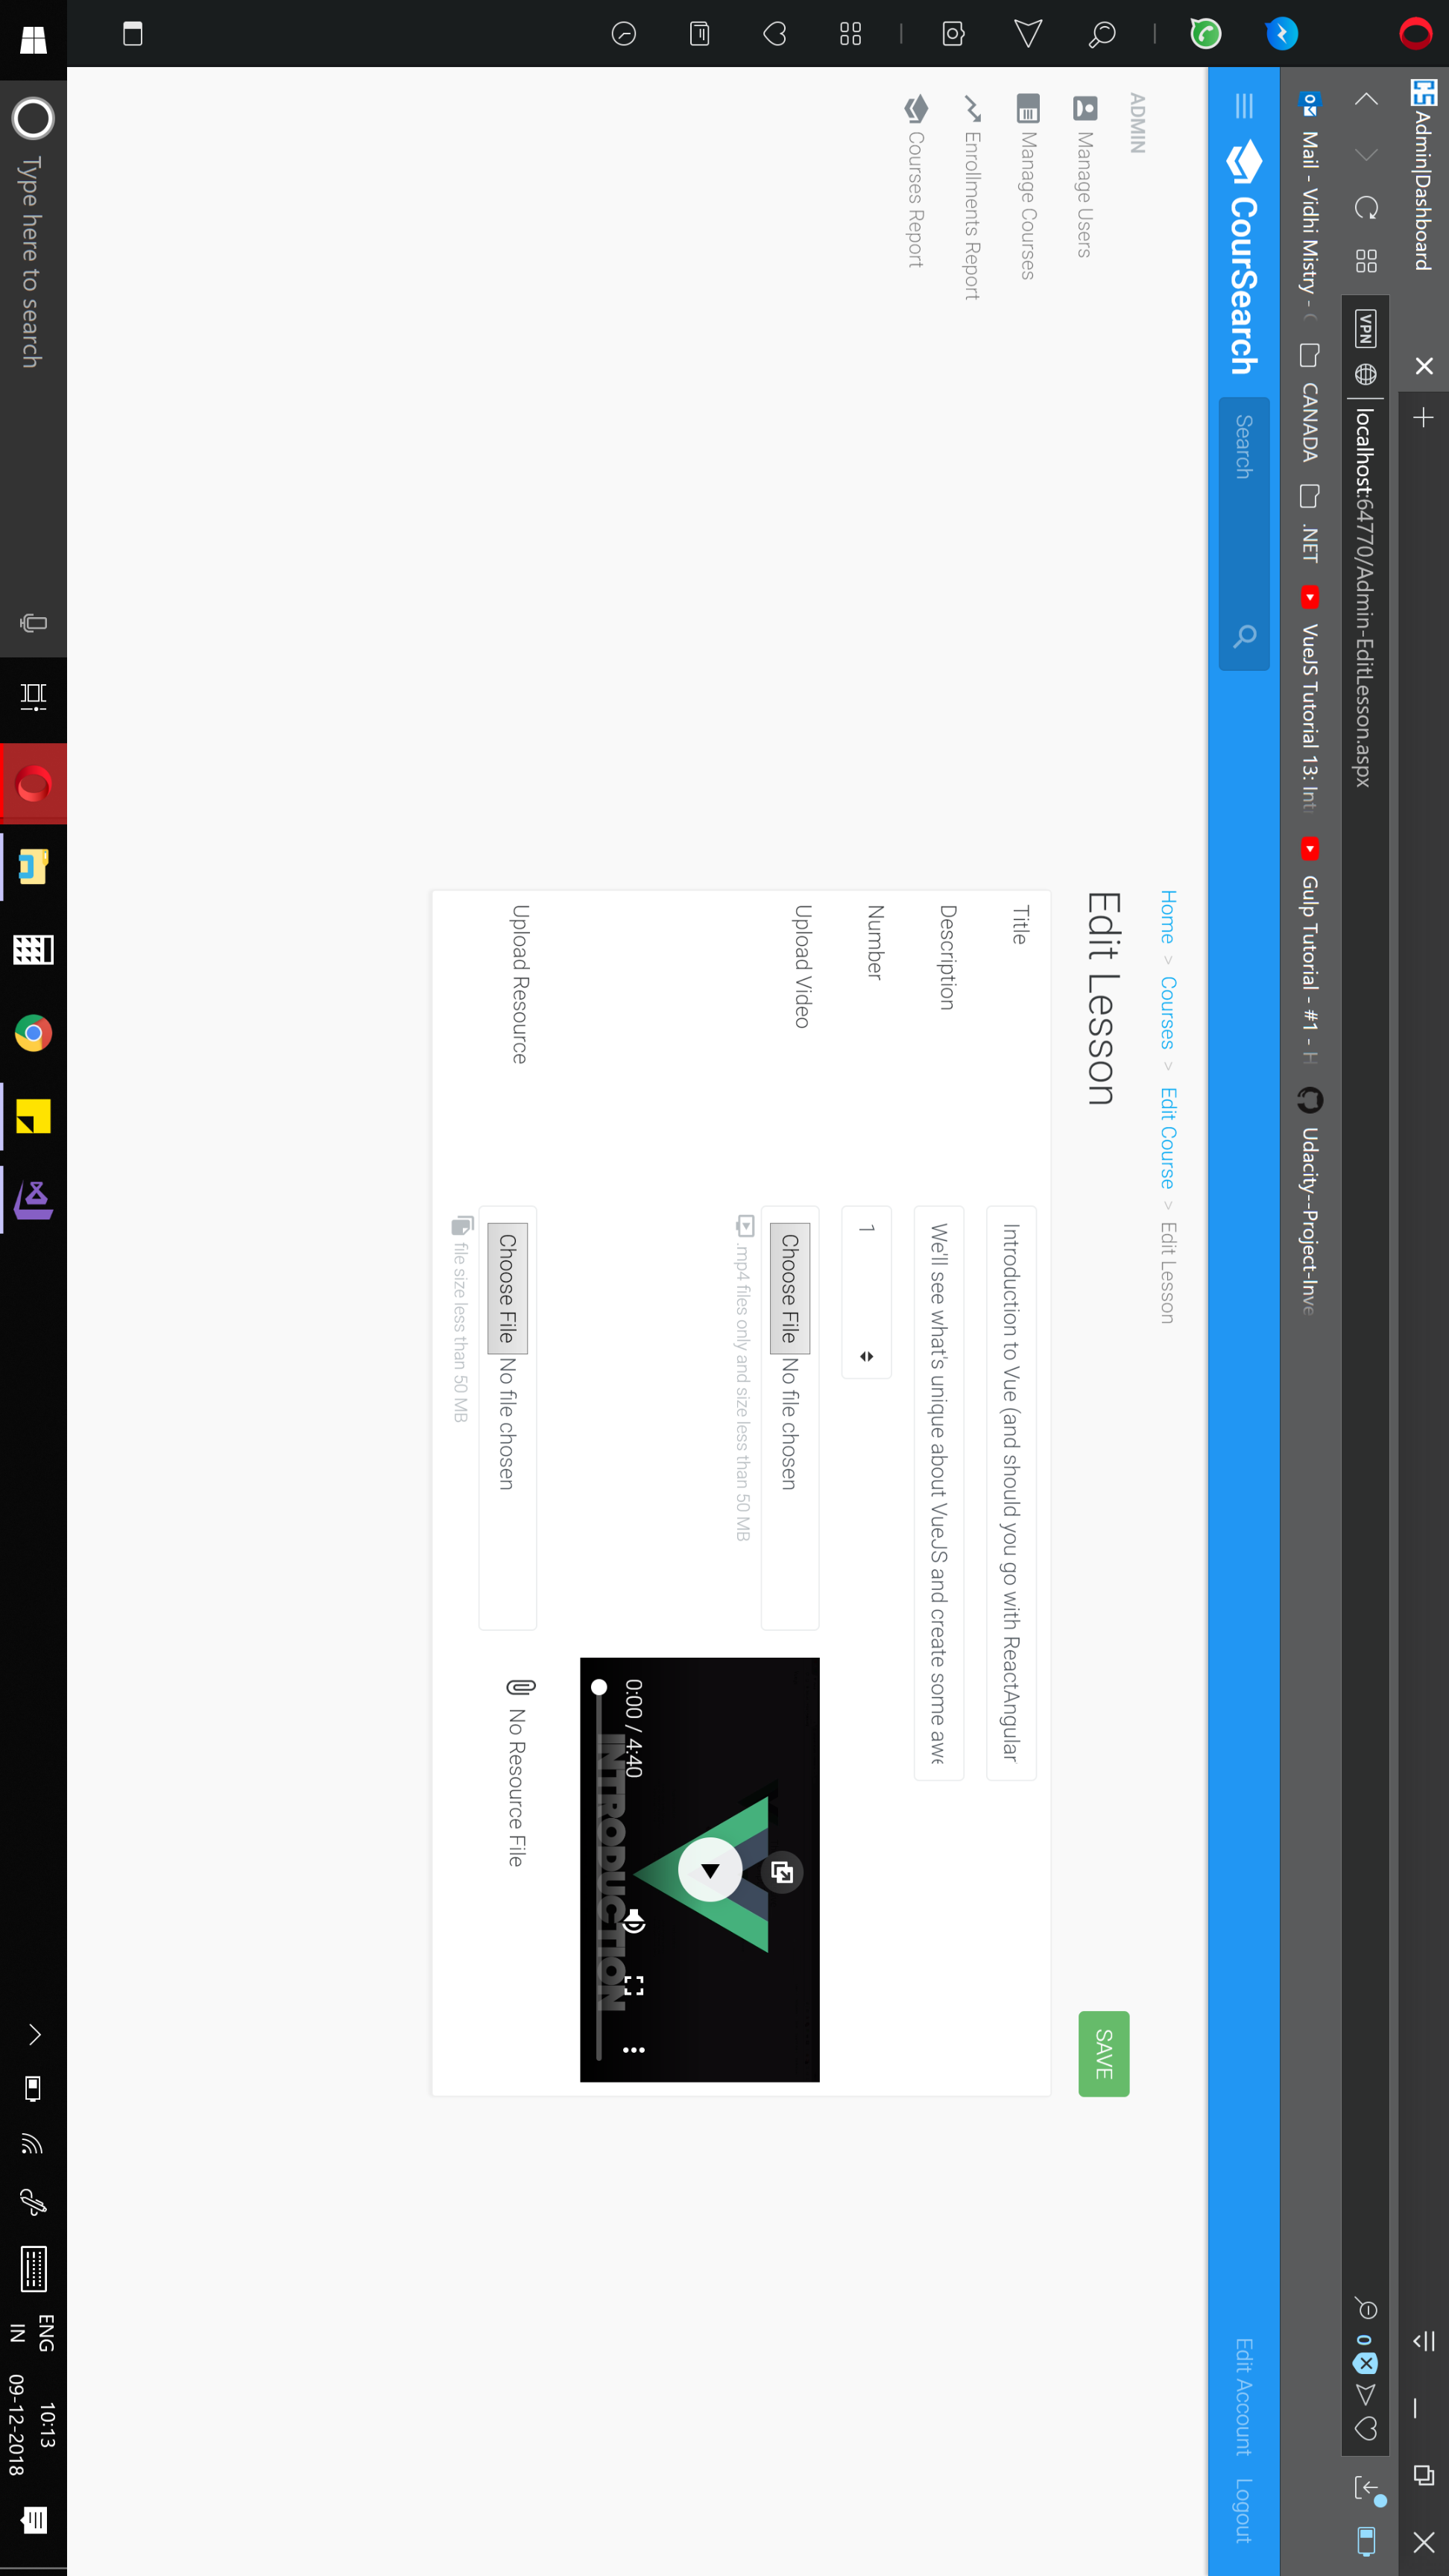 Admin|Dashboard
VPN
localhost:64770/Admin-EditLesson.aspx
0
Mail - Vidhi Mistry -
CANADA
.NET
VueJS Tutorial 13: Intr
Gulp Tutorial - #1 - H
Udacity--Project-Inve
CourSearch
Search
Edit Account
Logout
ADMIN
Manage Users
Manage Courses
Enrollments Report
Courses Report
Home > Courses > Edit Course > Edit Lesson
Edit Lesson
SAVE
Title
Introduction to Vue (and should you go with ReactAngular
Description
We'll see what's unique about VueJS and create some awe
Number
1
Upload Video
Choose File No file chosen
.mp4 files only and size less than 50 MB
0:00 / 4:40
INTRODUCTION
Upload Resource
Choose File No file chosen
file size less than 50 MB
No Resource File
Type here to search
ENG
IN
10:13
09-12-2018